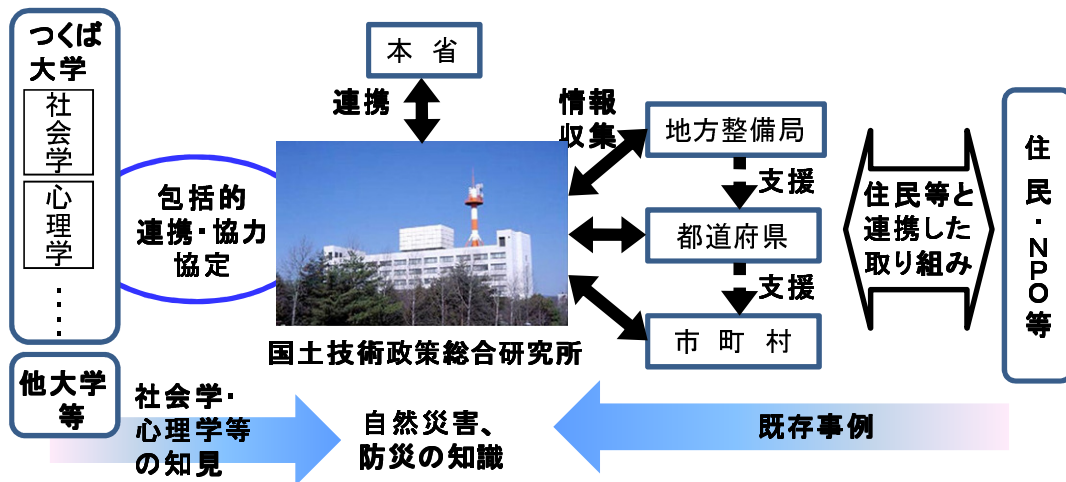 つくば
大学
社会学
心理学
・・・・
他大学
等
包括的
連携・協力
協定
本 省
連携
情報
収集
国土技術政策総合研究所
地方整備局
支援
都道府県
支援
市 町 村
住民等と
連携した
取り組み
住民・NPO等
社会学・
心理学等
の知見
自然災害、
防災の知識
既存事例